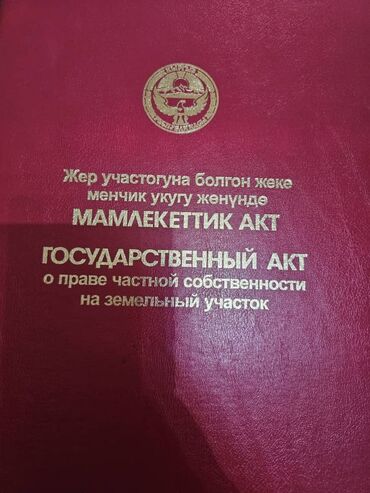 Жер участогуна болгон жеке
менчик укугу жөнүндө
МАМЛЕКЕТТИК АКТ
ГОСУДАРСТВЕННЫЙ АКТ
о праве частной собственности
на земельный участок